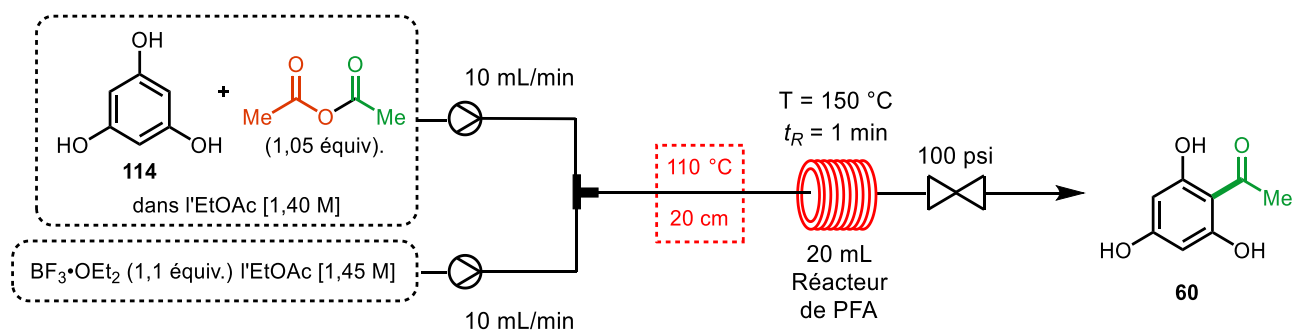 OH
HO
OH
114
+
O
O
Me
O
Me
(1,05 équiv).
dans l'EtOAc [1,40 M]
BF₃•OEt₂ (1,1 équiv.) l'EtOAc [1,45 M]
10 mL/min
10 mL/min
110 °C
20 cm
T = 150 °C
tR = 1 min
20 mL
Réacteur
de PFA
100 psi
OH
O
Me
HO
OH
60